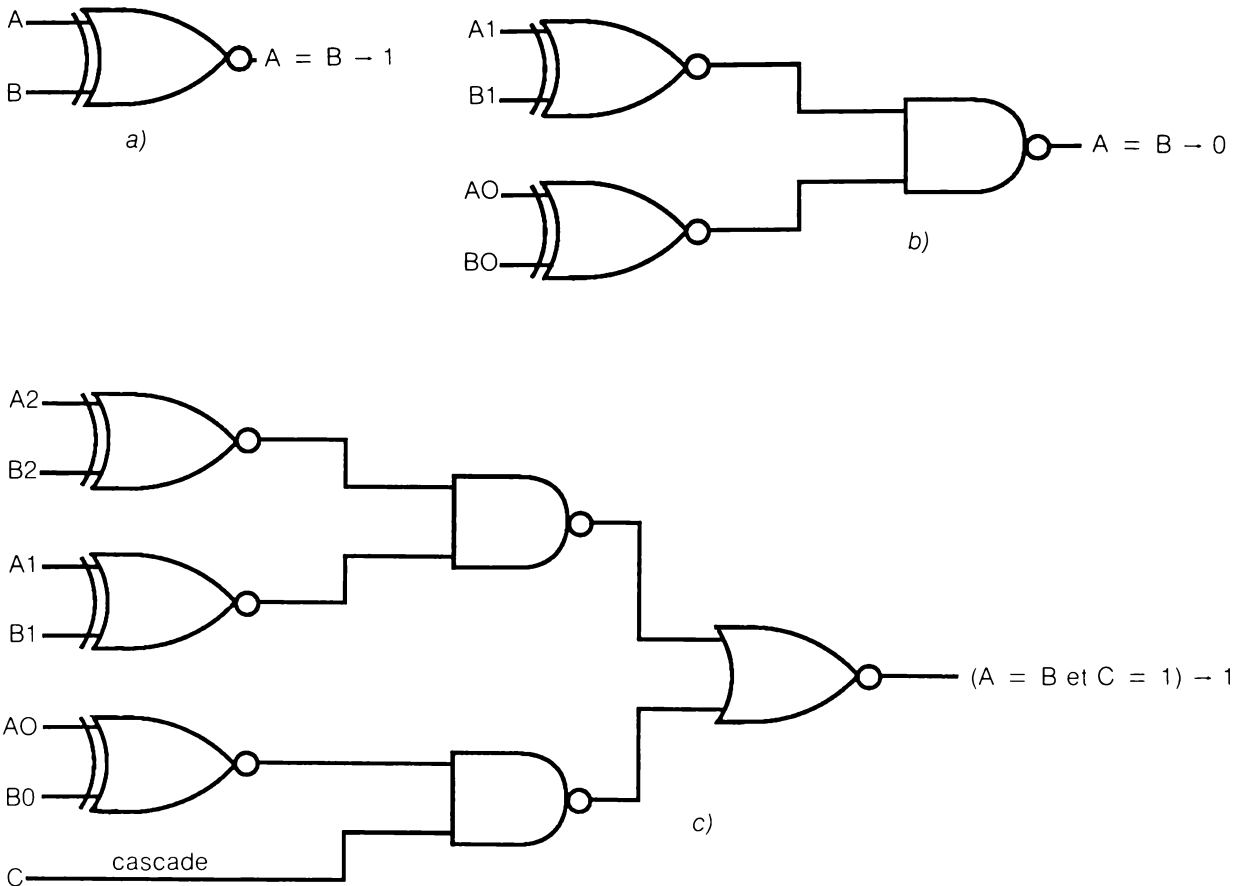 A
B
A = B → 1
a)
A1
B1
AO
BO
A = B → 0
b)
A2
B2
A1
B1
AO
B0
C
cascade
(A = B et C = 1) → 1
c)